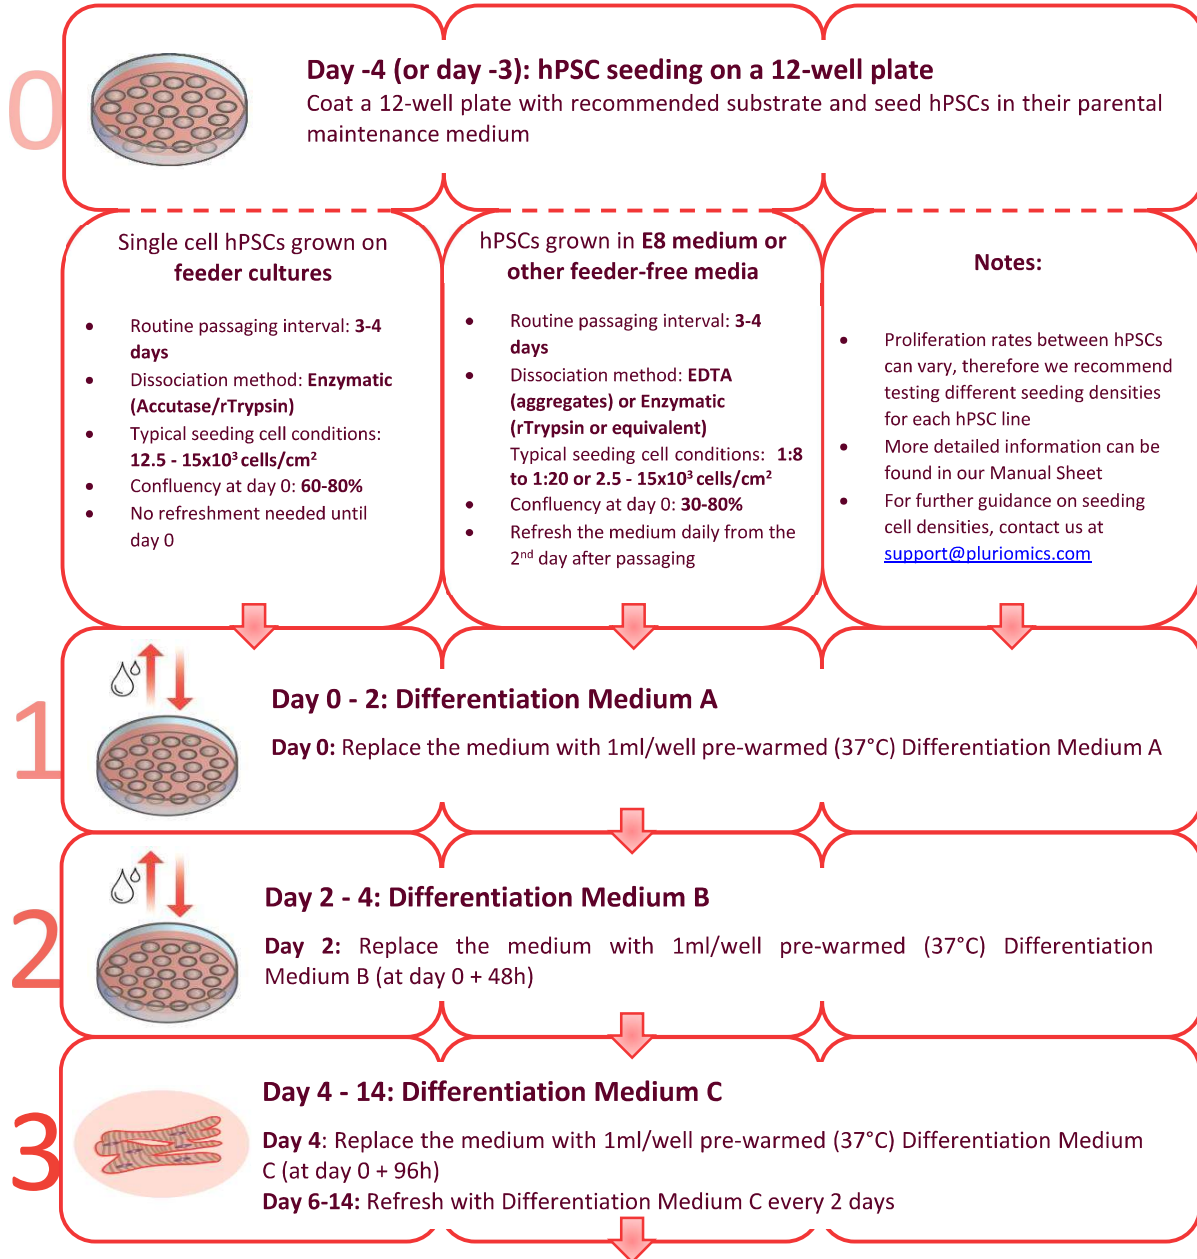 0
Day -4 (or day -3): hPSC seeding on a 12-well plate
Coat a 12-well plate with recommended substrate and seed hPSCs in their parental
maintenance medium
Single cell hPSCs grown on
feeder cultures
• Routine passaging interval: 3-4
days
• Dissociation method: Enzymatic
(Accutase/rTrypsin)
• Typical seeding cell conditions:
12.5 - 15x10³ cells/cm²
• Confluency at day 0: 60-80%
• No refreshment needed until
day 0
hPSCs grown in E8 medium or
other feeder-free media
• Routine passaging interval: 3-4
days
• Dissociation method: EDTA
(aggregates) or Enzymatic
(rTrypsin or equivalent)
Typical seeding cell conditions: 1:8
to 1:20 or 2.5 - 15x10³ cells/cm²
• Confluency at day 0: 30-80%
• Refresh the medium daily from the
2nd day after passaging
Notes:
• Proliferation rates between hPSCs
can vary, therefore we recommend
testing different seeding densities
for each hPSC line
• More detailed information can be
found in our Manual Sheet
• For further guidance on seeding
cell densities, contact us at
support@pluriomics.com
1
Day 0 - 2: Differentiation Medium A
Day 0: Replace the medium with 1ml/well pre-warmed (37°C) Differentiation Medium A
2
Day 2 - 4: Differentiation Medium B
Day 2: Replace the medium with 1ml/well pre-warmed (37°C) Differentiation
Medium B (at day 0 + 48h)
3
Day 4 - 14: Differentiation Medium C
Day 4: Replace the medium with 1ml/well pre-warmed (37°C) Differentiation Medium
C (at day 0 + 96h)
Day 6-14: Refresh with Differentiation Medium C every 2 days